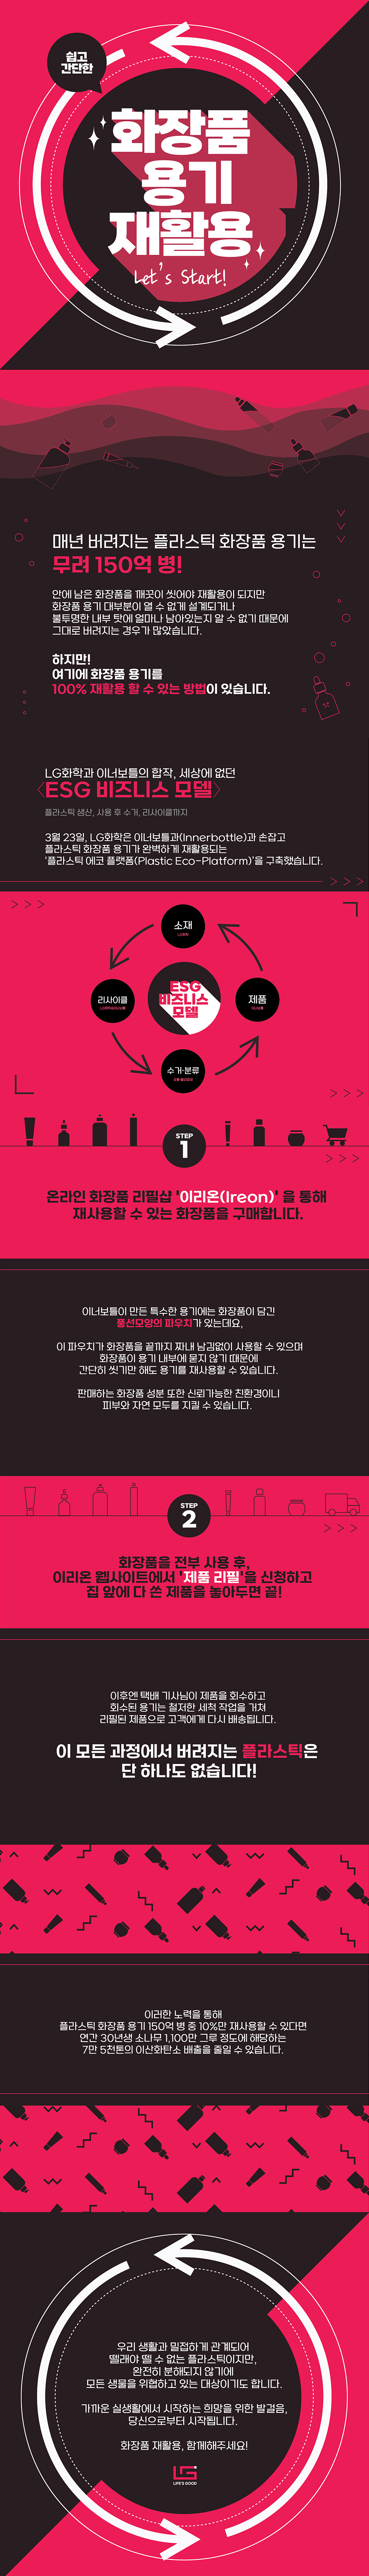 쉽고
간단한
화장품
용기
재활용
Let's Start!
매년 버려지는 플라스틱 화장품 용기는
무려 150억 병!
안에 남은 화장품을 깨끗이 씻어야 재활용이 되지만
화장품 용기 대부분이 열 수 없게 설계되거나
불투명한 내부 탓에 얼마나 남아있는지 알 수 없기 때문에
그대로 버려지는 경우가 많았습니다.
하지만!
여기에 화장품 용기를
100% 재활용 할 수 있는 방법이 있습니다.
LG화학과 이너보틀의 합작, 세상에 없던
<ESG 비즈니스 모델>
플라스틱 생산, 사용 후 수거, 리사이클까지
3월 23일, LG화학은 이너보틀과(Innerbottle)과 손잡고
플라스틱 화장품 용기가 완벽하게 재활용되는
'플라스틱 에코 플랫폼(Plastic Eco-Platform)'을 구축했습니다.
소재
LG화학
리사이클
LG화학&이너보틀
ESG
비즈니스
모델
제품
이너보틀
수거·분류
STEP
1
온라인 화장품 리필샵 '이리온(Ireon)' 을 통해
재사용할 수 있는 화장품을 구매합니다.
이너보틀이 만든 특수한 용기에는 화장품이 담긴
풍선모양의 파우치가 있는데요,
이 파우치가 화장품을 끝까지 짜내 남김없이 사용할 수 있으며
화장품이 용기 내부에 묻지 않기 때문에
간단히 씻기만 해도 용기를 재사용할 수 있습니다.
판매하는 화장품 성분 또한 신뢰가능한 친환경이니
피부와 자연 모두를 지킬 수 있습니다.
STEP
2
화장품을 전부 사용 후,
이리온 웹사이트에서 '제품 리필'을 신청하고
집 앞에 다 쓴 제품을 놓아두면 끝!
이후엔 택배 기사님이 제품을 회수하고
회수된 용기는 철저한 세척 작업을 거쳐
리필된 제품으로 고객에게 다시 배송됩니다.
이 모든 과정에서 버려지는 플라스틱은
단 하나도 없습니다!
이러한 노력을 통해
플라스틱 화장품 용기 150억 병 중 10%만 재사용할 수 있다면
연간 30년생 소나무 1,100만 그루 정도에 해당하는
7만 5천톤의 이산화탄소 배출을 줄일 수 있습니다.
우리 생활과 밀접하게 관계되어
뗄래야 뗄 수 없는 플라스틱이지만,
완전히 분해되지 않기에
모든 생물을 위협하고 있는 대상이기도 합니다.
가까운 실생활에서 시작하는 희망을 위한 발걸음,
당신으로부터 시작됩니다.
화장품 재활용, 함께해주세요!
LG
LIFE'S GOOD